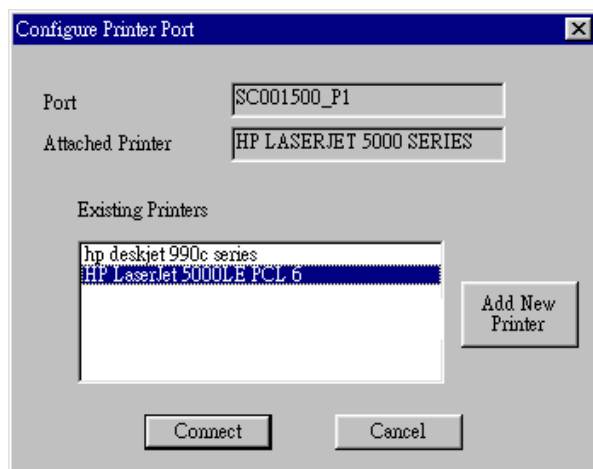 Configure Printer Port
Port
SC001500_P1
Attached Printer
HP LASERJET 5000 SERIES
Existing Printers
hp deskjet 990c series
HP LaserJet 5000LE PCL 6
Add New
Printer
Connect
Cancel